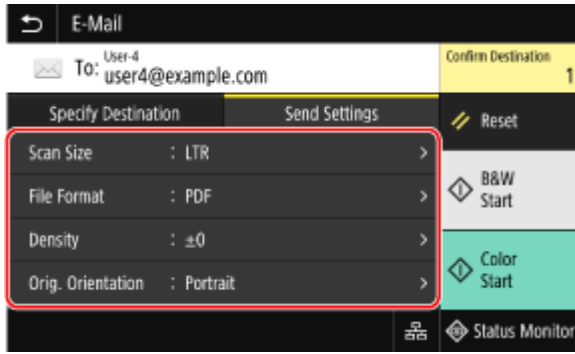 E-Mail
To: User-4
user4@example.com
Confirm Destination
1
Specify Destination
Send Settings
Reset
Scan Size : LTR
File Format : PDF
Density : ±0
Orig. Orientation : Portrait
B&W
Start
Color
Start
Status Monitor